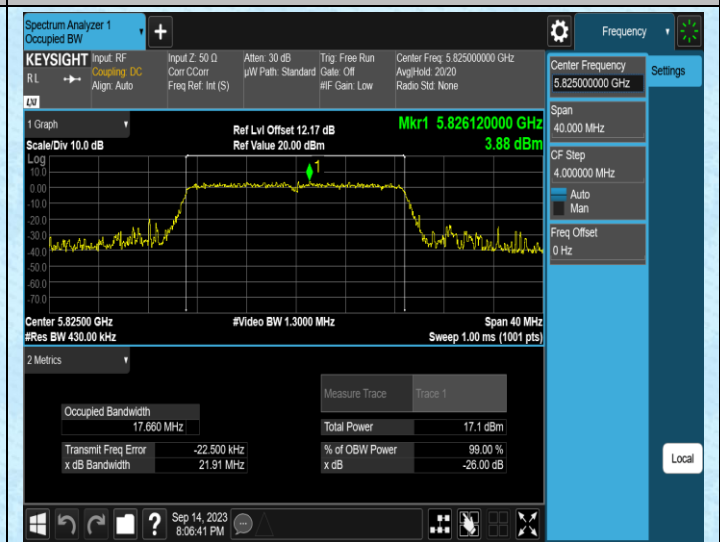 Spectrum Analyzer 1
Occupied BW
+
Frequency
KEYSIGHT
RL
LXI
Input: RF
Coupling: DC
Align: Auto
Input Z: 50 Ω
Corr CCorr
Freq Ref: Int (S)
Atten: 30 dB
µW Path: Standard
Trig: Free Run
Gate: Off
#IF Gain: Low
Center Freq: 5.825000000 GHz
Avg|Hold: 20/20
Radio Std: None
Center Frequency
5.825000000 GHz
Settings
Span
40.000 MHz
CF Step
4.000000 MHz
Auto
Man
Freq Offset
0 Hz
Local
1 Graph
Scale/Div 10.0 dB
Ref Lvl Offset 12.17 dB
Ref Value 20.00 dBm
Mkr1 5.826120000 GHz
3.88 dBm
Log
10.0
0.00
-10.0
-20.0
-30.0
-40.0
-50.0
-60.0
-70.0
1
Center 5.82500 GHz
#Res BW 430.00 kHz
#Video BW 1.3000 MHz
Span 40 MHz
Sweep 1.00 ms (1001 pts)
2 Metrics
Measure Trace
Trace 1
Occupied Bandwidth
17.660 MHz
Total Power
17.1 dBm
Transmit Freq Error
-22.500 kHz
% of OBW Power
99.00 %
x dB Bandwidth
21.91 MHz
x dB
-26.00 dB
?
Sep 14, 2023
8:06:41 PM